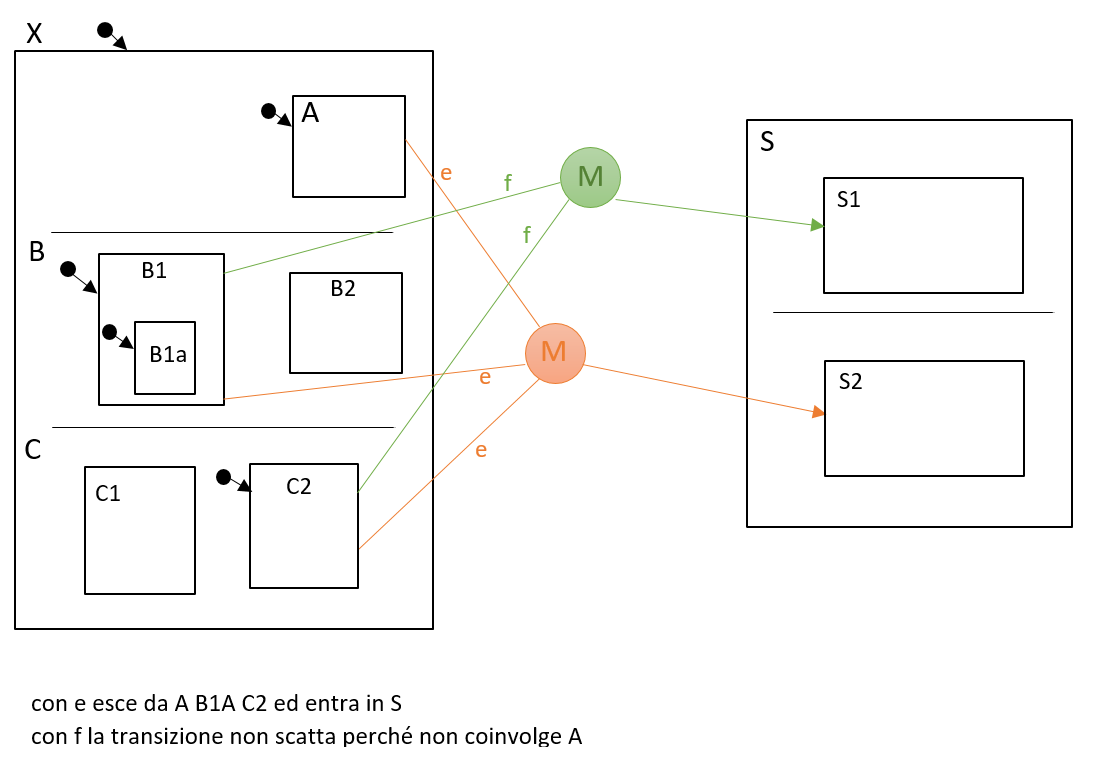 X
A
e
M
S
f
S1
f
B
B1
B2
M
B1a
e
S2
C
e
C1
C2
con e esce da A B1A C2 ed entra in S
con f la transizione non scatta perché non coinvolge A